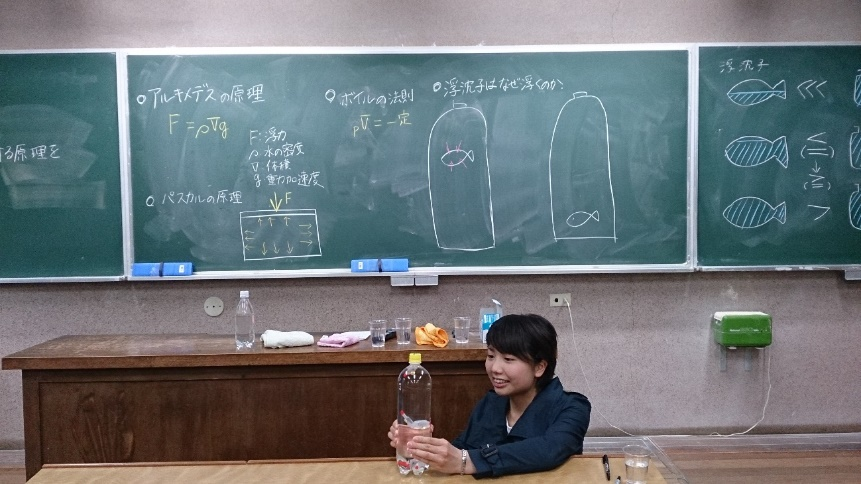 る原理を
○アルキメデスの原理
F=ρVg
F:浮力
ρ:水の密度
V:体積
g:重力加速度
○パスカルの原理
F
○ボイルの法則
pV=一定
○浮沈子はなぜ浮くのか
浮沈子
<<<
≦
(=)
↓
(=)
≧
>